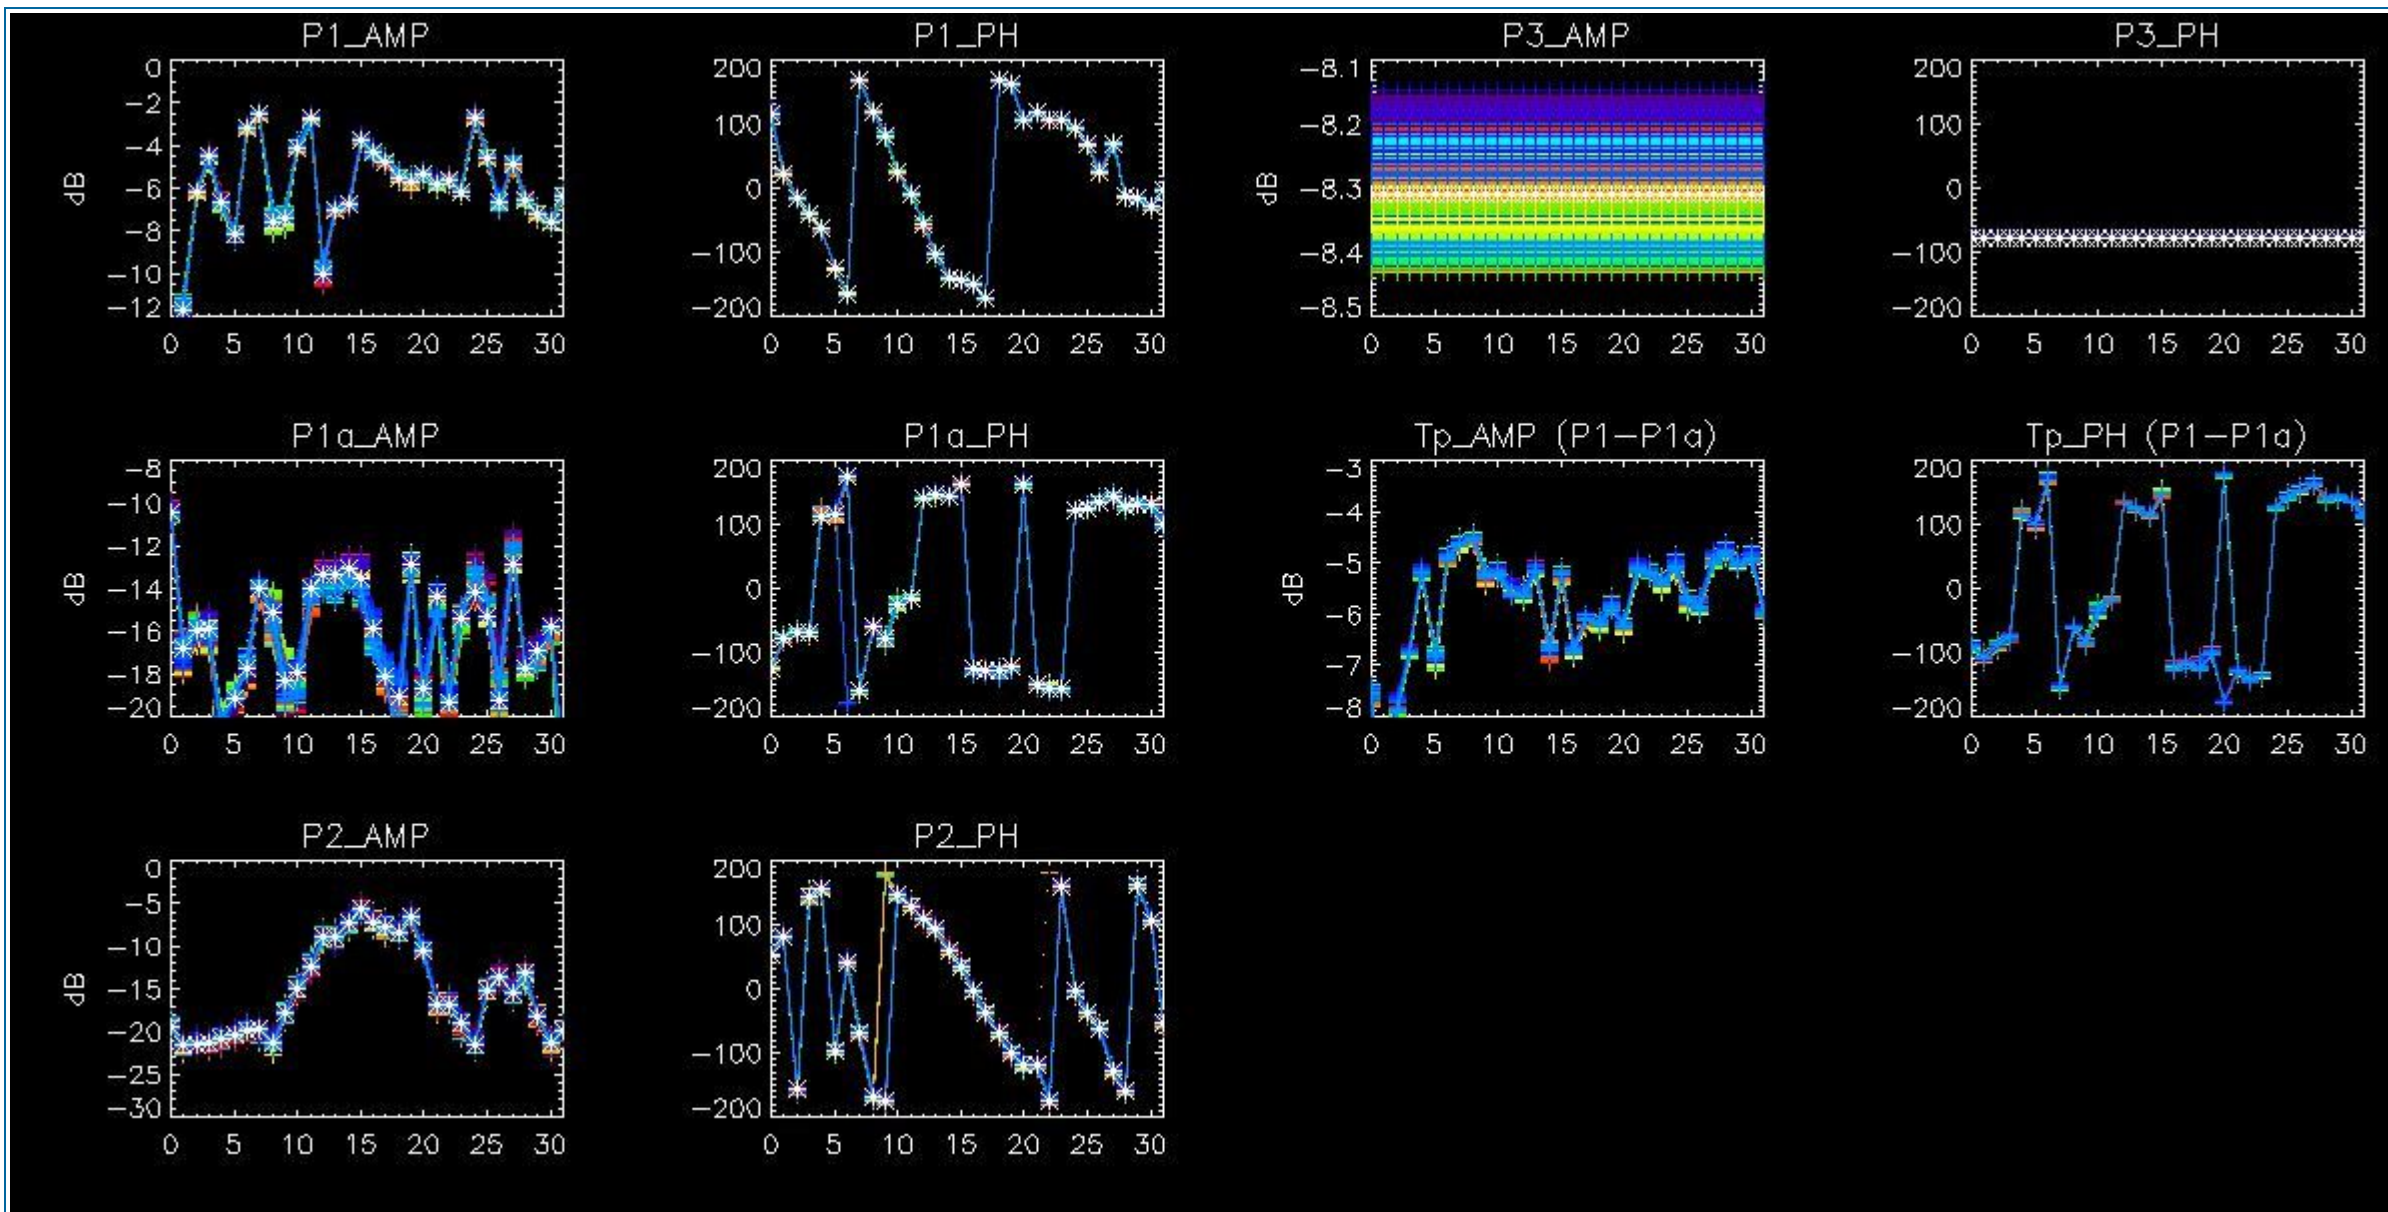 P1_AMP P1_PH P3_AMP P3_PH
0 200 -8.1 200
-2
100 -8.2 100
-4
dB -6 0 dB -8.3 0
-8
-100 -8.4 -100
-10
-12 -200 -8.5 -200
0 5 10 15 20 25 30 0 5 10 15 20 25 30 0 5 10 15 20 25 30 0 5 10 15 20 25 30
P1a_AMP P1a_PH Tp_AMP (P1-P1a) Tp_PH (P1-P1a)
-8 200 -3 200
-10
100 -4 100
-12
dB -14 0 dB -5 0
-16 -6
-18 -100 -7 -100
-20 -200 -8 -200
0 5 10 15 20 25 30 0 5 10 15 20 25 30 0 5 10 15 20 25 30 0 5 10 15 20 25 30
P2_AMP P2_PH
0 200
-5
100
-10
dB -15 0
-20
-100
-25
-30 -200
0 5 10 15 20 25 30 0 5 10 15 20 25 30